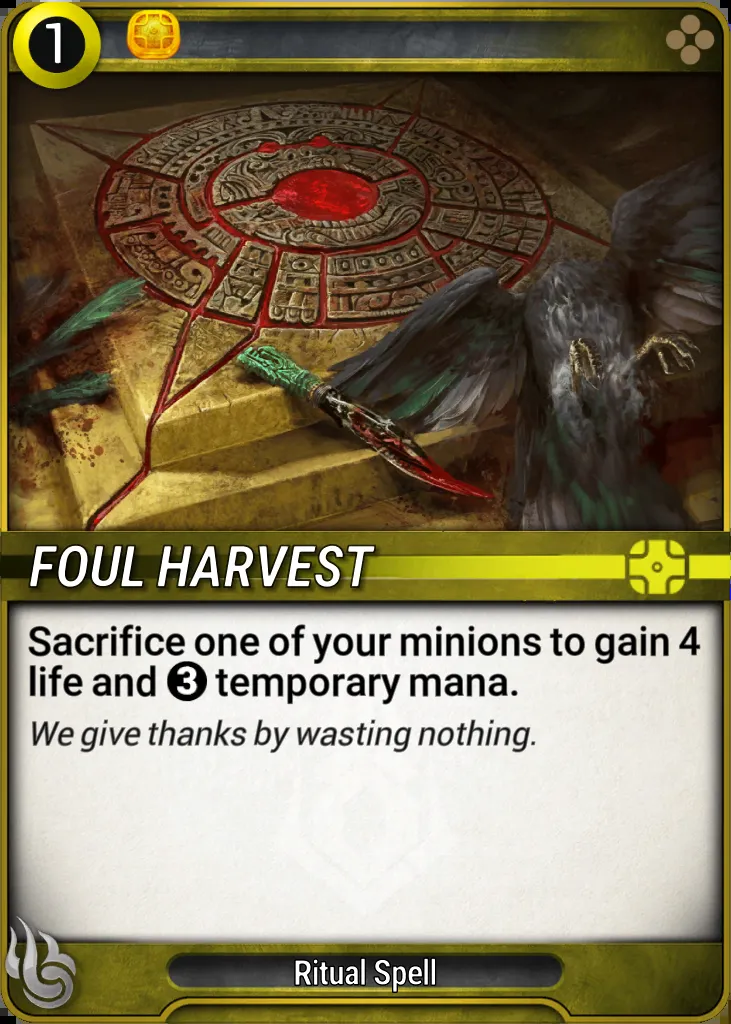 1
FOUL HARVEST
Sacrifice one of your minions to gain 4
life and 3 temporary mana.
We give thanks by wasting nothing.
Ritual Spell